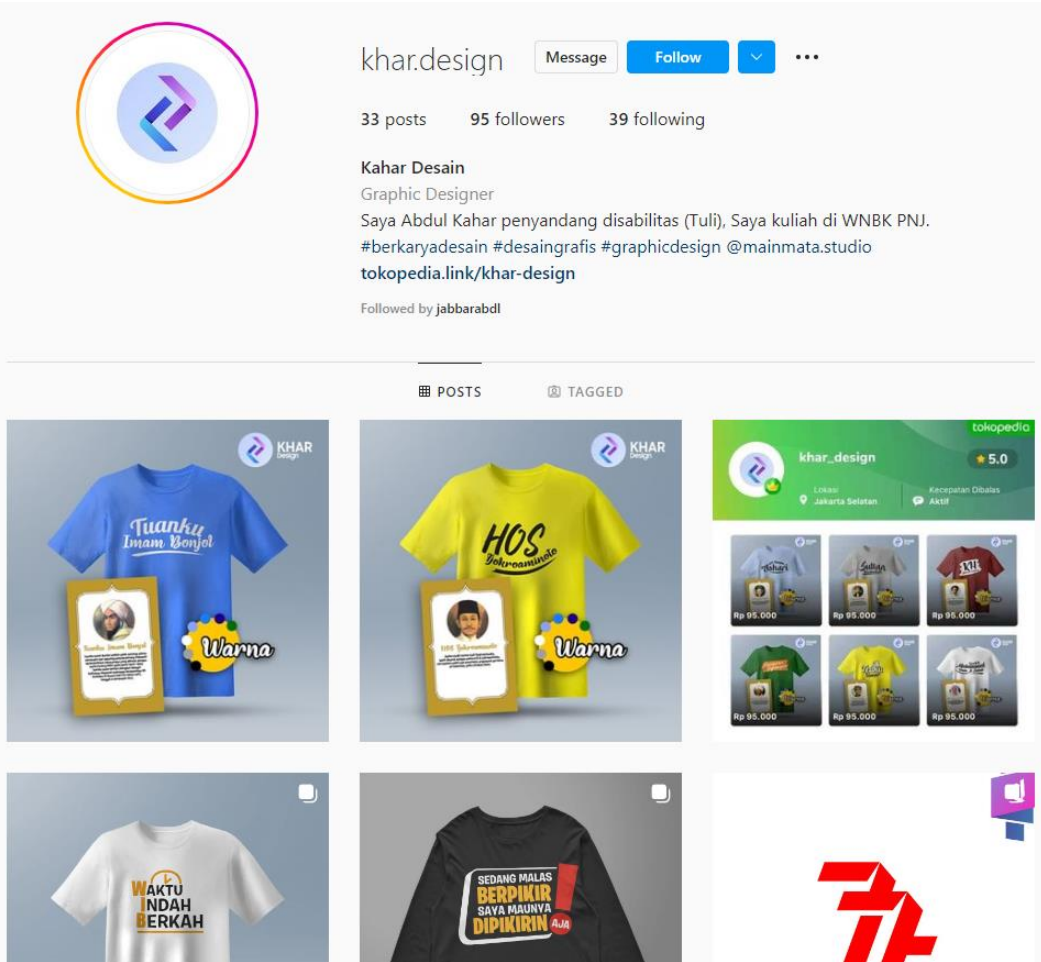 khar.design
Message
Follow
33 posts
95 followers
39 following
Kahar Desain
Graphic Designer
Saya Abdul Kahar penyandang disabilitas (Tuli), Saya kuliah di WNBK PNJ.
#berkaryadesain #desaingrafis #graphicdesign @mainmata.studio
tokopedia.link/khar-design
Followed by jabbarabdl
POSTS
TAGGED
KHAR
Design
Tuanku
Imam Bonjol
Warna
KHAR
Design
HOS
Warna
tokopedia
khar_design
5.0
Lokasi
Jakarta Selatan
Kecepatan Dibalas
Aktif
Rp 95.000
Rp 95.000
Rp 95.000
Rp 95.000
Rp 95.000
Rp 95.000
WAKTU
INDAH
BERKAH
SEDANG MALAS
BERPIKIR
SAYA MAUNYA
DIPIKIRIN AJA
!